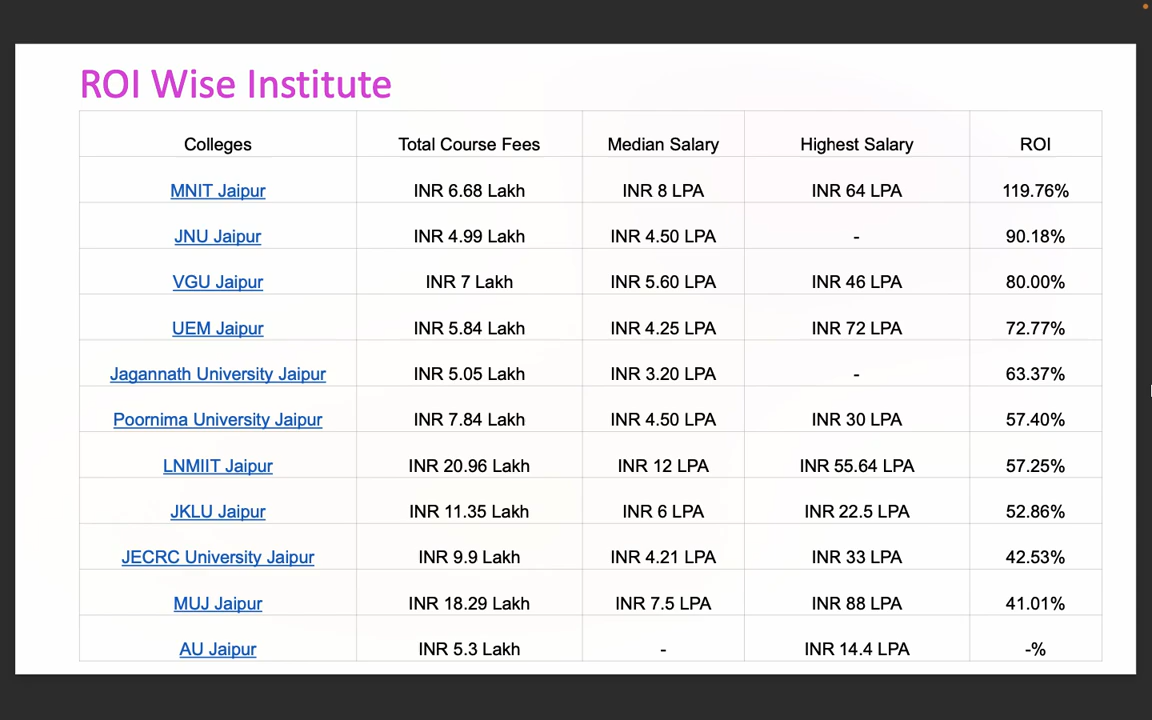 ROI Wise Institute
Colleges Total Course Fees Median Salary Highest Salary ROI
MNIT Jaipur INR 6.68 Lakh INR 8 LPA INR 64 LPA 119.76%
JNU Jaipur INR 4.99 Lakh INR 4.50 LPA - 90.18%
VGU Jaipur INR 7 Lakh INR 5.60 LPA INR 46 LPA 80.00%
UEM Jaipur INR 5.84 Lakh INR 4.25 LPA INR 72 LPA 72.77%
Jagannath University Jaipur INR 5.05 Lakh INR 3.20 LPA - 63.37%
Poornima University Jaipur INR 7.84 Lakh INR 4.50 LPA INR 30 LPA 57.40%
LNMIIT Jaipur INR 20.96 Lakh INR 12 LPA INR 55.64 LPA 57.25%
JKLU Jaipur INR 11.35 Lakh INR 6 LPA INR 22.5 LPA 52.86%
JECRC University Jaipur INR 9.9 Lakh INR 4.21 LPA INR 33 LPA 42.53%
MUJ Jaipur INR 18.29 Lakh INR 7.5 LPA INR 88 LPA 41.01%
AU Jaipur INR 5.3 Lakh - INR 14.4 LPA -%